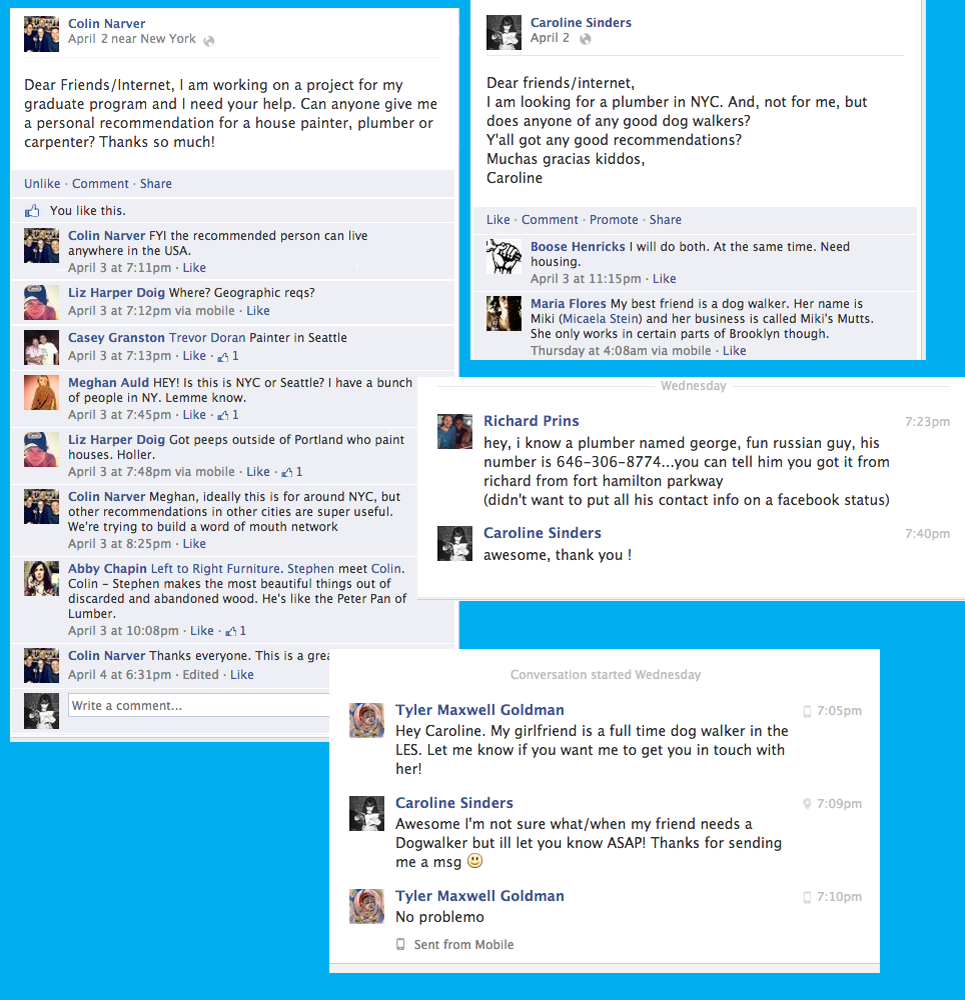 Colin Narver
April 2 near New York
Dear Friends/Internet, I am working on a project for my
graduate program and I need your help. Can anyone give me
a personal recommendation for a house painter, plumber or
carpenter? Thanks so much!
Unlike · Comment · Share
You like this.
Colin Narver FYI the recommended person can live
anywhere in the USA.
April 3 at 7:11pm · Like
Liz Harper Doig Where? Geographic reqs?
April 3 at 7:12pm via mobile · Like
Casey Granston Trevor Doran Painter in Seattle
April 3 at 7:13pm · Like · 1
Meghan Auld HEY! Is this is NYC or Seattle? I have a bunch
of people in NY. Lemme know.
April 3 at 7:45pm · Like · 1
Liz Harper Doig Got peeps outside of Portland who paint
houses. Holler.
April 3 at 7:48pm via mobile · Like · 1
Colin Narver Meghan, ideally this is for around NYC, but
other recommendations in other cities are super useful.
We're trying to build a word of mouth network
April 3 at 8:25pm · Like
Abby Chapin Left to Right Furniture. Stephen meet Colin.
Colin - Stephen makes the most beautiful things out of
discarded and abandoned wood. He's like the Peter Pan of
Lumber.
April 3 at 10:08pm · Like · 1
Colin Narver Thanks everyone. This is a grea
April 4 at 6:31pm · Edited · Like
Write a comment...
Caroline Sinders
April 2
Dear friends/internet,
I am looking for a plumber in NYC. And, not for me, but
does anyone of any good dog walkers?
Y'all got any good recommendations?
Muchas gracias kiddos,
Caroline
Like · Comment · Promote · Share
Boose Henricks I will do both. At the same time. Need
housing.
April 3 at 11:15pm · Like
Maria Flores My best friend is a dog walker. Her name is
Miki (Micaela Stein) and her business is called Miki's Mutts.
She only works in certain parts of Brooklyn though.
Thursday at 4:08am via mobile · Like
Wednesday
Richard Prins 7:23pm
hey, i know a plumber named george, fun russian guy, his
number is 646-306-8774...you can tell him you got it from
richard from fort hamilton parkway
(didn't want to put all his contact info on a facebook status)
Caroline Sinders 7:40pm
awesome, thank you !
Conversation started Wednesday
Tyler Maxwell Goldman 7:05pm
Hey Caroline. My girlfriend is a full time dog walker in the
LES. Let me know if you want me to get you in touch with
her!
Caroline Sinders 7:09pm
Awesome I'm not sure what/when my friend needs a
Dogwalker but ill let you know ASAP! Thanks for sending
me a msg
Tyler Maxwell Goldman 7:10pm
No problemo
Sent from Mobile